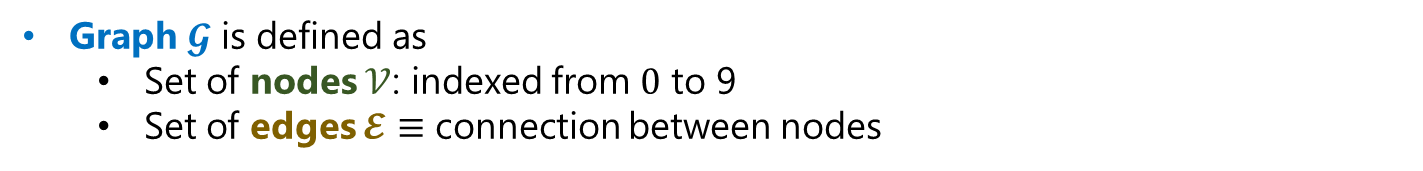 • Graph 𝓖 is defined as
• Set of nodes 𝒱: indexed from 0 to 9
• Set of edges 𝓔 ≡ connection between nodes